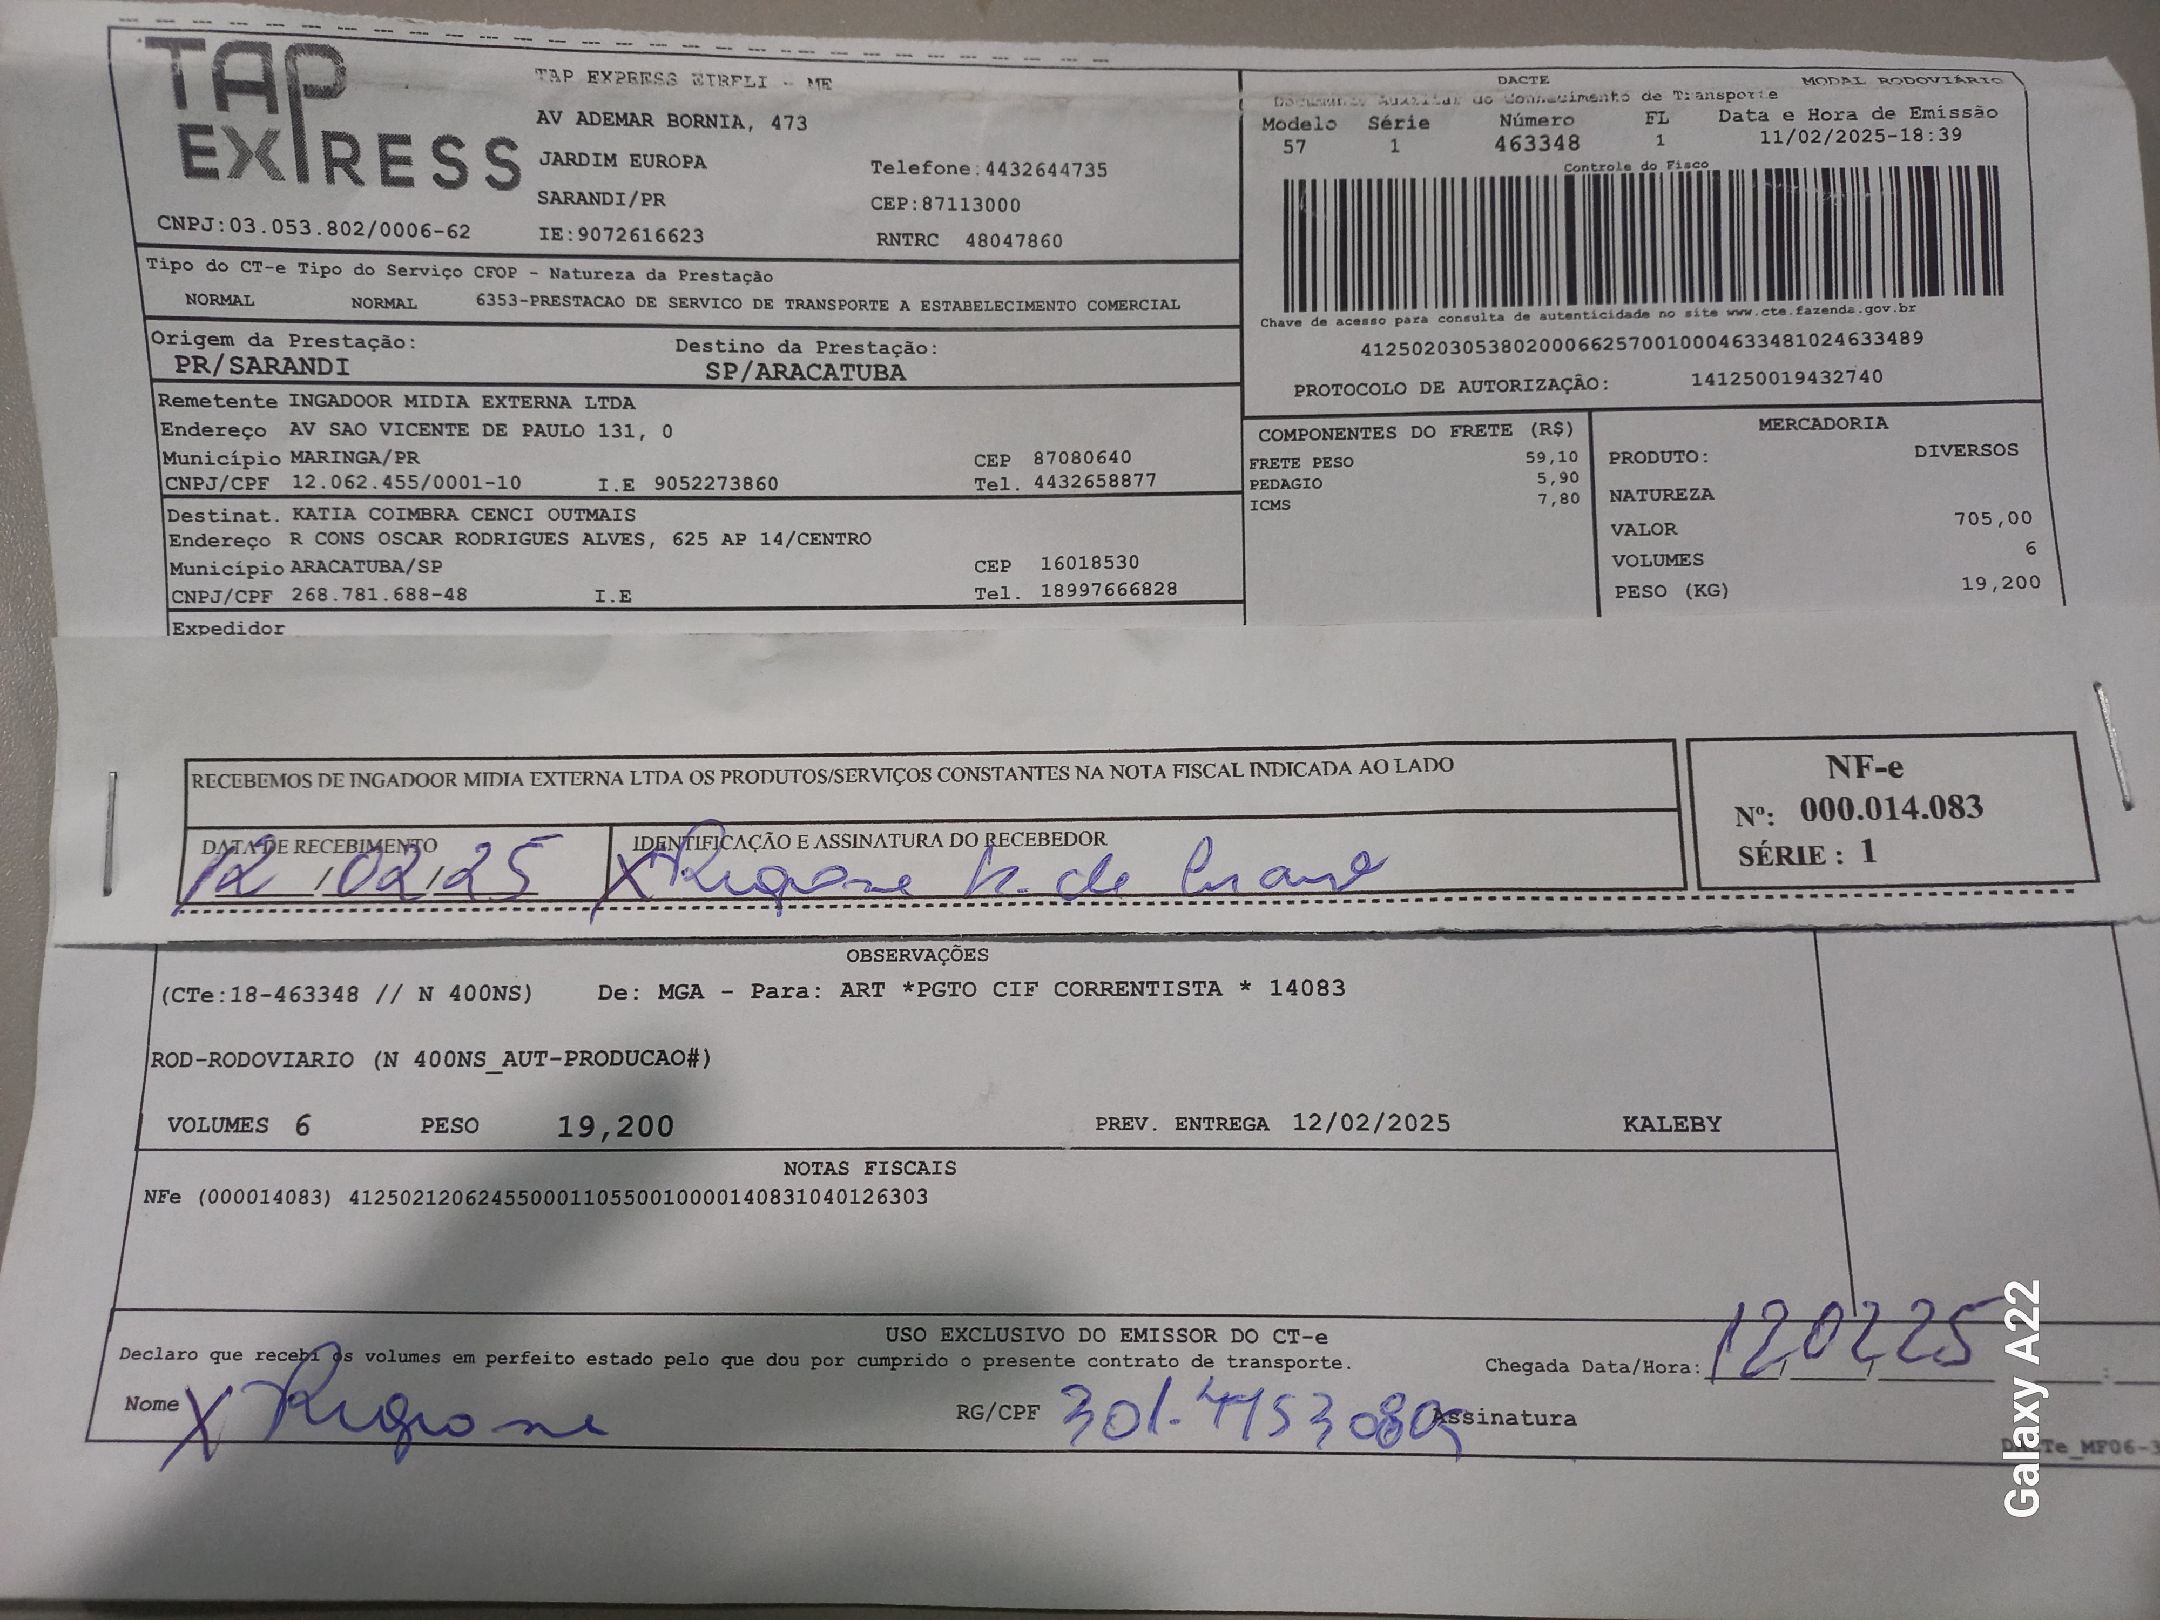 TAP EXPRESS
TAP EXPRESS EIRELI - ME
AV ADEMAR BORNIA, 473
JARDIM EUROPA Telefone:4432644735
SARANDI/PR CEP:87113000
CNPJ:03.053.802/0006-62 IE:9072616623 RNTRC 48047860
DACTE MODAL RODOVIÁRIO
Documento Auxiliar do Conhecimento de Transporte
Modelo Série Número FL Data e Hora de Emissão
57 1 463348 1 11/02/2025-18:39
Controle do Fisco
Chave de acesso para consulta de autenticidade no site www.cte.fazenda.gov.br
41250203053802000662570010004633481024633489
PROTOCOLO DE AUTORIZAÇÃO: 141250019432740
Tipo do CT-e Tipo do Serviço CFOP - Natureza da Prestação
NORMAL NORMAL 6353-PRESTACAO DE SERVICO DE TRANSPORTE A ESTABELECIMENTO COMERCIAL
Origem da Prestação: Destino da Prestação:
PR/SARANDI SP/ARACATUBA
Remetente INGADOOR MIDIA EXTERNA LTDA
Endereço AV SAO VICENTE DE PAULO 131, 0
Município MARINGA/PR CEP 87080640
CNPJ/CPF 12.062.455/0001-10 I.E 9052273860 Tel. 4432658877
Destinat. KATIA COIMBRA CENCI OUTMAIS
Endereço R CONS OSCAR RODRIGUES ALVES, 625 AP 14/CENTRO
Município ARACATUBA/SP CEP 16018530
CNPJ/CPF 268.781.688-48 I.E Tel. 18997666828
Expedidor
COMPONENTES DO FRETE (R$)
FRETE PESO 59,10
PEDAGIO 5,90
ICMS 7,80
MERCADORIA
PRODUTO: DIVERSOS
NATUREZA
VALOR 705,00
VOLUMES 6
PESO (KG) 19,200
RECEBEMOS DE INGADOOR MIDIA EXTERNA LTDA OS PRODUTOS/SERVIÇOS CONSTANTES NA NOTA FISCAL INDICADA AO LADO
DATA DE RECEBIMENTO IDENTIFICAÇÃO E ASSINATURA DO RECEBEDOR
12/02/25 X de
NF-e
Nº: 000.014.083
SÉRIE : 1
OBSERVAÇÕES
(CTe:18-463348 // N 400NS) De: MGA - Para: ART *PGTO CIF CORRENTISTA * 14083
ROD-RODOVIARIO (N 400NS_AUT-PRODUCAO#)
VOLUMES 6 PESO 19,200 PREV. ENTREGA 12/02/2025 KALEBY
NOTAS FISCAIS
NFe (000014083) 41250212062455000110550010000140831040126303
USO EXCLUSIVO DO EMISSOR DO CT-e
Declaro que recebi os volumes em perfeito estado pelo que dou por cumprido o presente contrato de transporte.
Chegada Data/Hora: 12/02/25
Nome X RG/CPF Assinatura
Galaxy A22